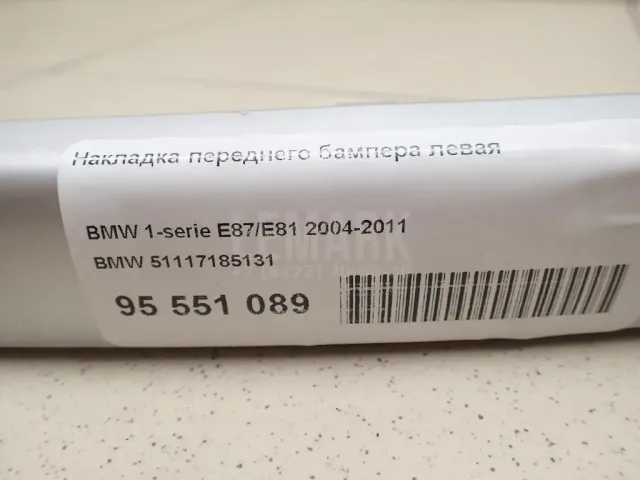 Накладка переднего бампера левая
BMW 1-serie E87/E81 2004-2011
BMW 51117185131
95 551 089